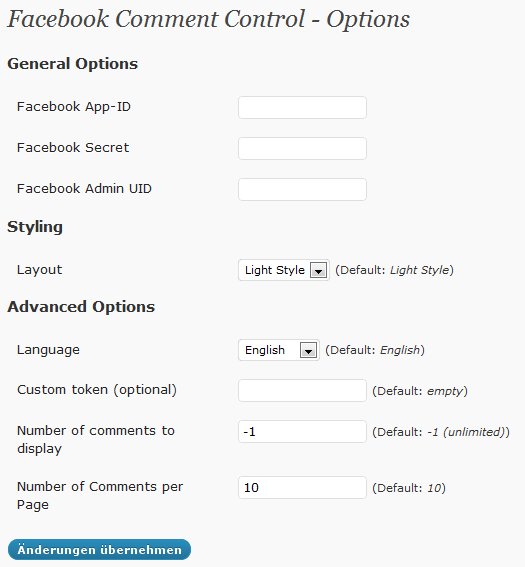 Facebook Comment Control - Options
General Options
Facebook App-ID
Facebook Secret
Facebook Admin UID
Styling
Layout Light Style (Default: Light Style)
Advanced Options
Language English (Default: English)
Custom token (optional) (Default: empty)
Number of comments to -1 (Default: -1 (unlimited))
display
Number of Comments per 10 (Default: 10)
Page
Änderungen übernehmen